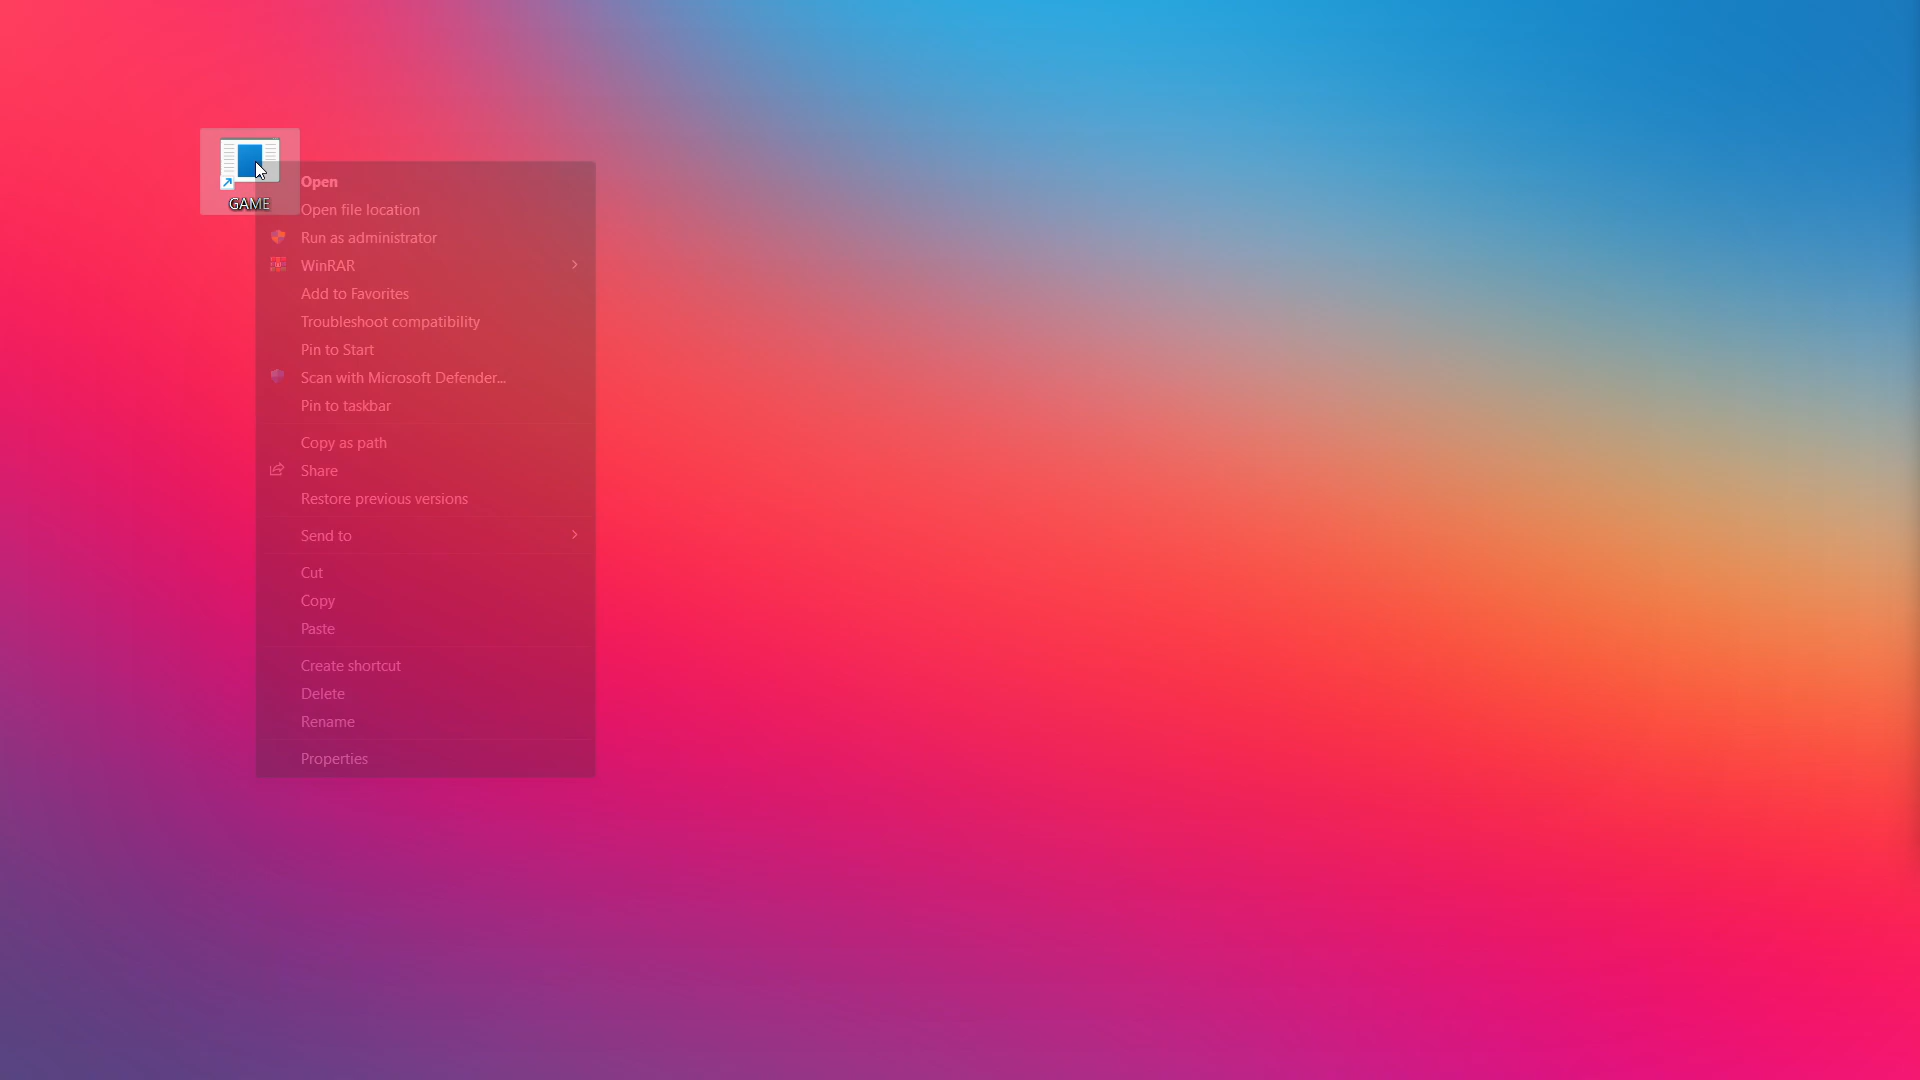 GAME
Open
Open file location
Run as administrator
WinRAR
Add to Favorites
Troubleshoot compatibility
Pin to Start
Scan with Microsoft Defender...
Pin to taskbar
Copy as path
Share
Restore previous versions
Send to
Cut
Copy
Paste
Create shortcut
Delete
Rename
Properties